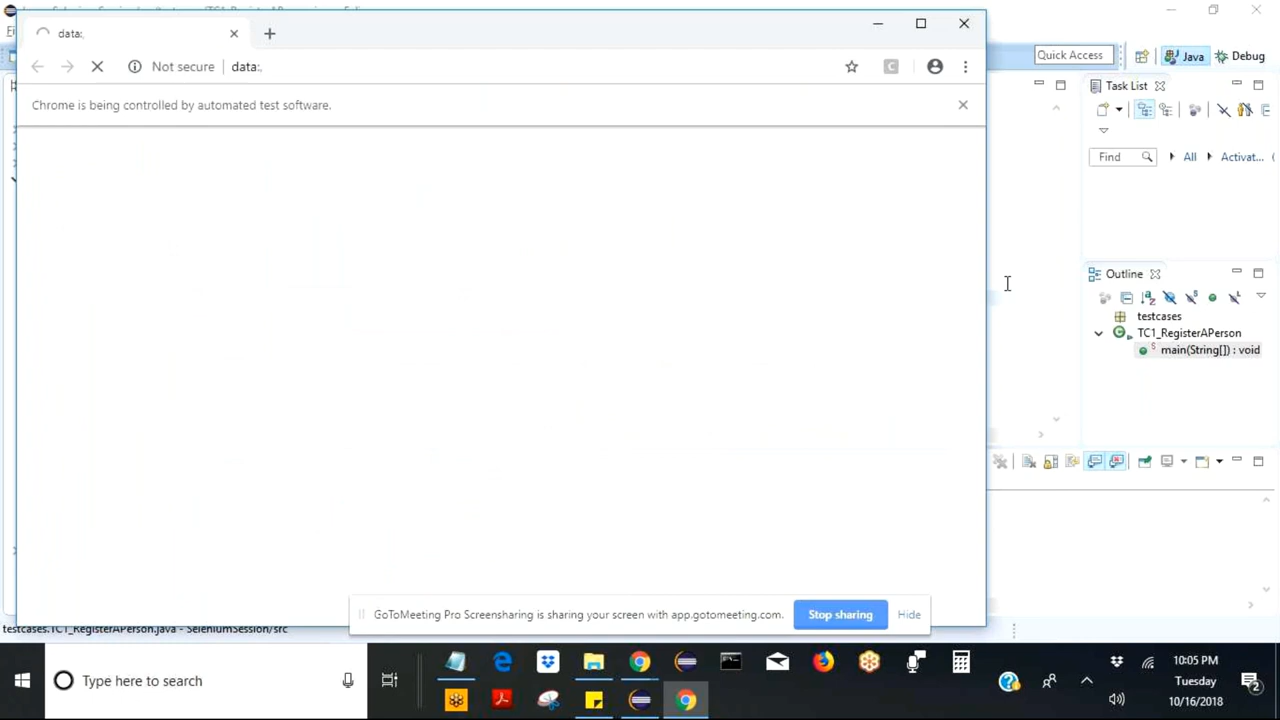 data:,
Not secure data:,
Chrome is being controlled by automated test software.
Quick Access
Java
Debug
Task List
Find
All
Activat...
Outline
testcases
TC1_RegisterAPerson
main(String[]) : void
GoToMeeting Pro Screensharing is sharing your screen with app.gotomeeting.com.
Stop sharing
Hide
testcases.TC1_RegisterAPerson.java - SeleniumSession/src
Type here to search
10:05 PM
Tuesday
10/16/2018
2